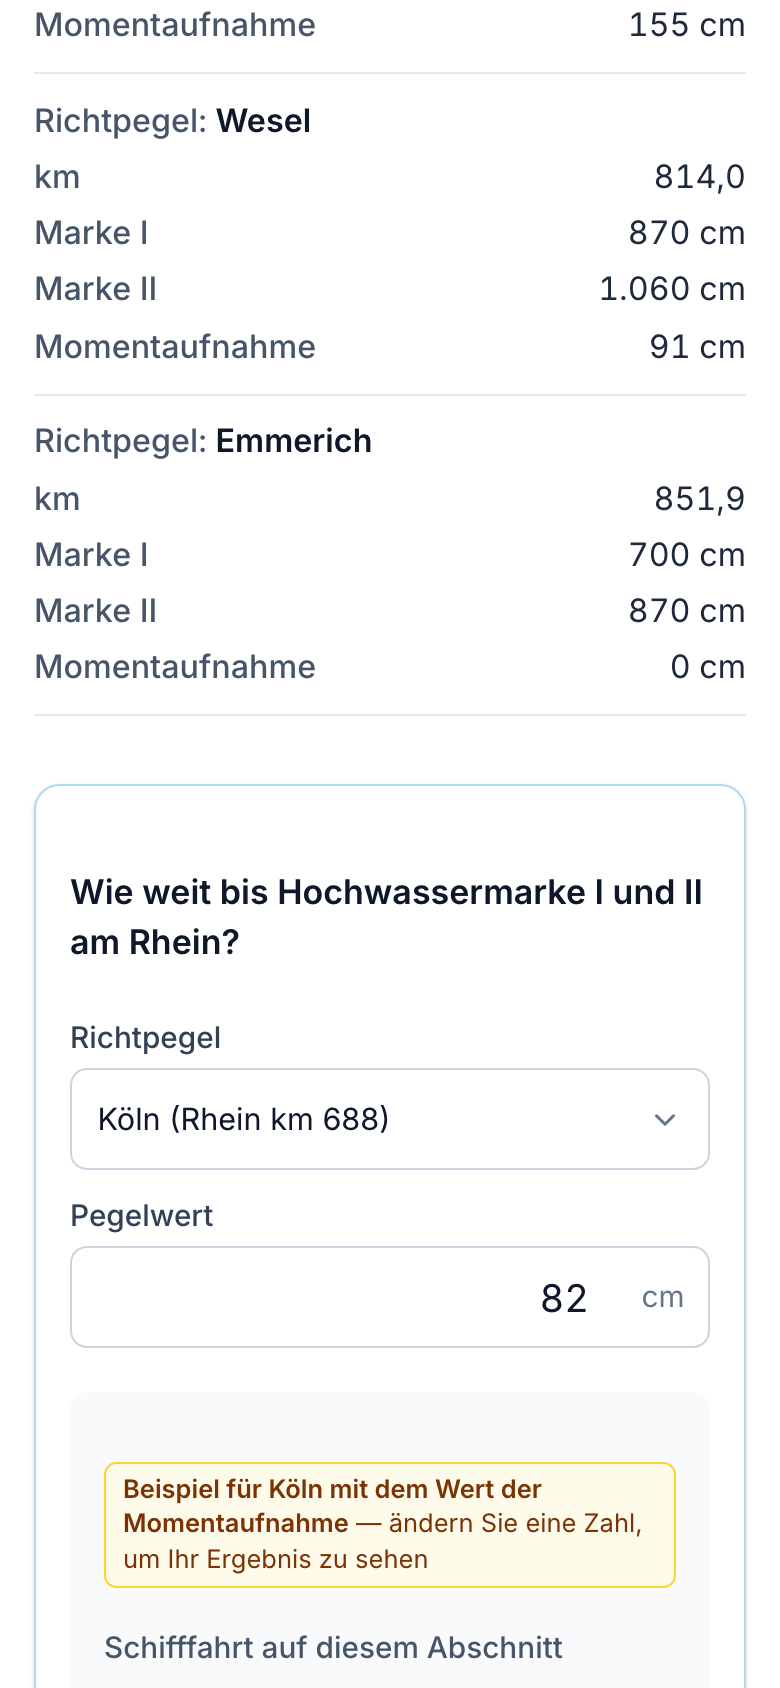 Momentaufnahme 155 cm
Richtpegel: Wesel
km 814,0
Marke I 870 cm
Marke II 1.060 cm
Momentaufnahme 91 cm
Richtpegel: Emmerich
km 851,9
Marke I 700 cm
Marke II 870 cm
Momentaufnahme 0 cm
Wie weit bis Hochwassermarke I und II
am Rhein?
Richtpegel
Köln (Rhein km 688)
Pegelwert
82 cm
Beispiel für Köln mit dem Wert der
Momentaufnahme — ändern Sie eine Zahl,
um Ihr Ergebnis zu sehen
Schifffahrt auf diesem Abschnitt